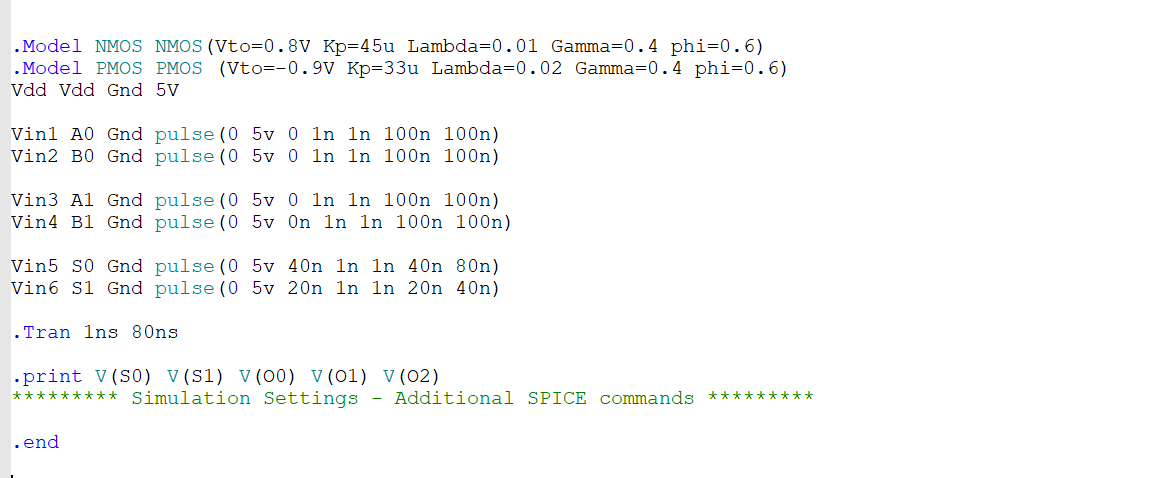 .Model NMOS NMOS(Vto=0.8V Kp=45u Lambda=0.01 Gamma=0.4 phi=0.6)
.Model PMOS PMOS (Vto=-0.9V Kp=33u Lambda=0.02 Gamma=0.4 phi=0.6)
Vdd Vdd Gnd 5V
Vin1 A0 Gnd pulse(0 5v 0 1n 1n 100n 100n)
Vin2 B0 Gnd pulse(0 5v 0 1n 1n 100n 100n)
Vin3 A1 Gnd pulse(0 5v 0 1n 1n 100n 100n)
Vin4 B1 Gnd pulse(0 5v 0n 1n 1n 100n 100n)
Vin5 S0 Gnd pulse(0 5v 40n 1n 1n 40n 80n)
Vin6 S1 Gnd pulse(0 5v 20n 1n 1n 20n 40n)
.Tran 1ns 80ns
.print V(S0) V(S1) V(O0) V(O1) V(O2)
********* Simulation Settings - Additional SPICE commands *********
.end